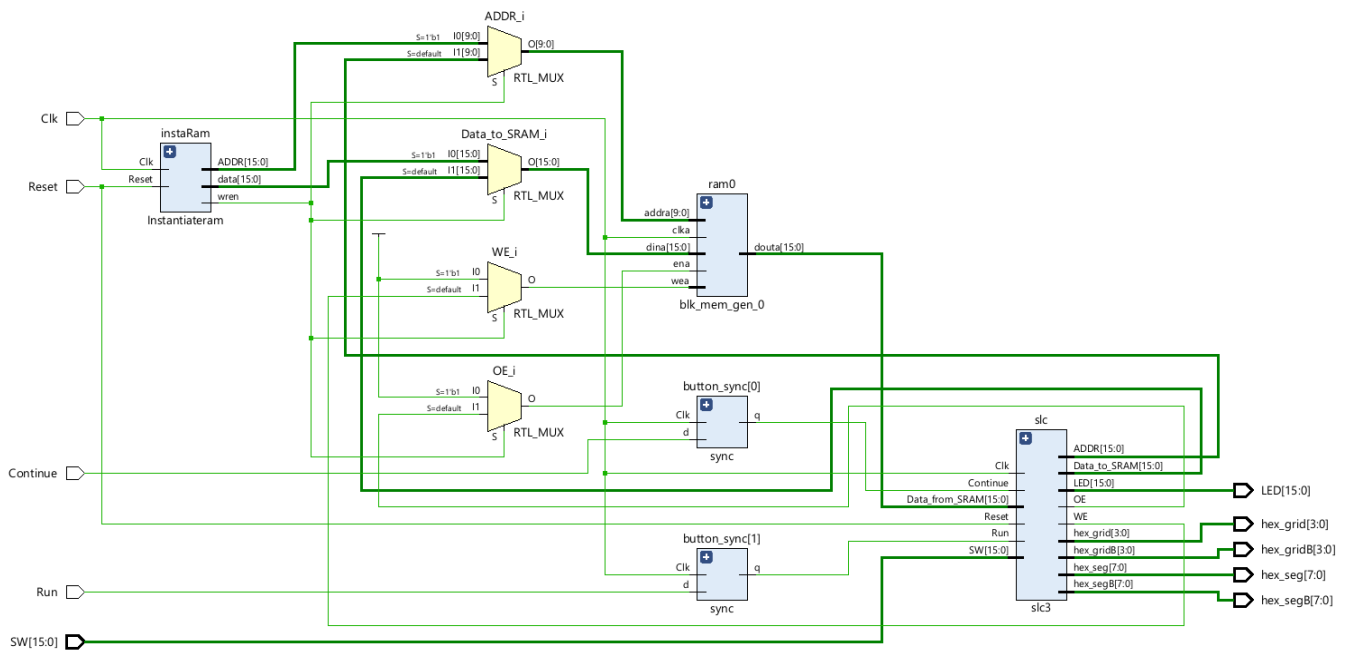 ADDR_i
S=1'b1 I0[9:0]
S=default I1[9:0]
O[9:0]
S RTL_MUX
Clk
instaRam
Clk ADDR[15:0]
Reset data[15:0]
wren
Instantiateram
Reset
Data_to_SRAM_i
S=1'b1 I0[15:0]
S=default I1[15:0]
O[15:0]
S RTL_MUX
ram0
addra[9:0]
clka
dina[15:0] douta[15:0]
ena
wea
blk_mem_gen_0
WE_i
S=1'b1 I0
S=default I1
O
S RTL_MUX
OE_i
S=1'b1 I0
S=default I1
O
S RTL_MUX
button_sync[0]
Clk q
d
sync
Continue
slc
ADDR[15:0]
Clk Data_to_SRAM[15:0]
Continue LED[15:0]
Data_from_SRAM[15:0] OE
Reset WE
Run hex_grid[3:0]
SW[15:0] hex_gridB[3:0]
hex_seg[7:0]
hex_segB[7:0]
slc3
LED[15:0]
hex_grid[3:0]
hex_gridB[3:0]
hex_seg[7:0]
hex_segB[7:0]
button_sync[1]
Clk q
d
sync
Run
SW[15:0]